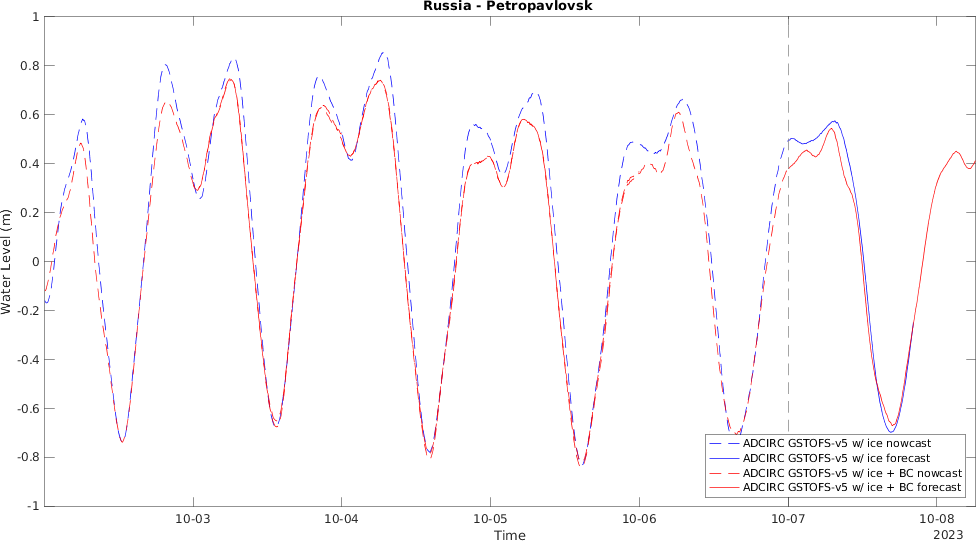 Russia - Petropavlovsk
Water Level (m)
1
0.8
0.6
0.4
0.2
0
-0.2
-0.4
-0.6
-0.8
-1
10-03
10-04
10-05
10-06
10-07
10-08
Time
2023
ADCIRC GSTOFS-v5 w/ ice nowcast
ADCIRC GSTOFS-v5 w/ ice forecast
ADCIRC GSTOFS-v5 w/ ice + BC nowcast
ADCIRC GSTOFS-v5 w/ ice + BC forecast